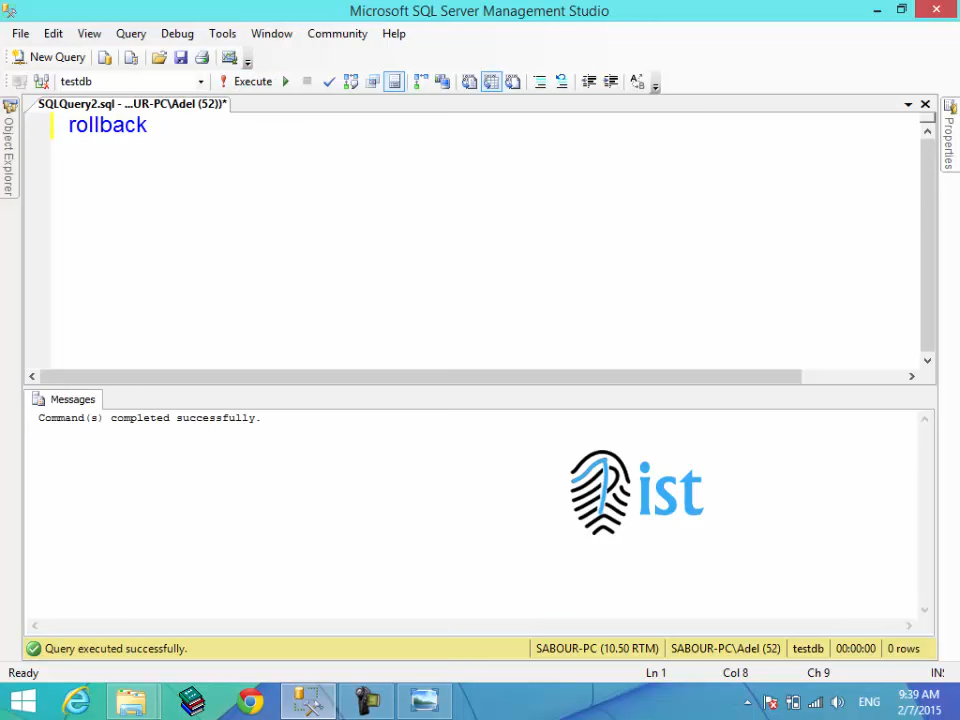 Microsoft SQL Server Management Studio
File Edit View Query Debug Tools Window Community Help
New Query
testdb Execute
SQLQuery2.sql - ...UR-PC\Adel (52))*
Object Explorer
Properties
rollback
Messages
Command(s) completed successfully.
ist
Query executed successfully. SABOUR-PC (10.50 RTM) SABOUR-PC\Adel (52) testdb 00:00:00 0 rows
Ready Ln 1 Col 8 Ch 9 INS
ENG
9:39 AM
2/7/2015